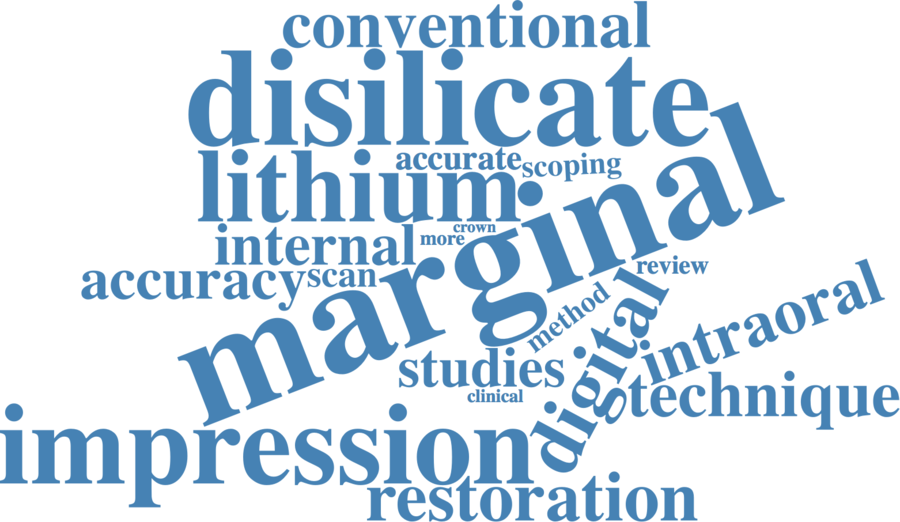 conventional
disilicate
lithium
accurate
scoping
marginal
crown
more
internal
accuracy
scan
review
method
digital
intraoral
studies
clinical
technique
impression
restoration